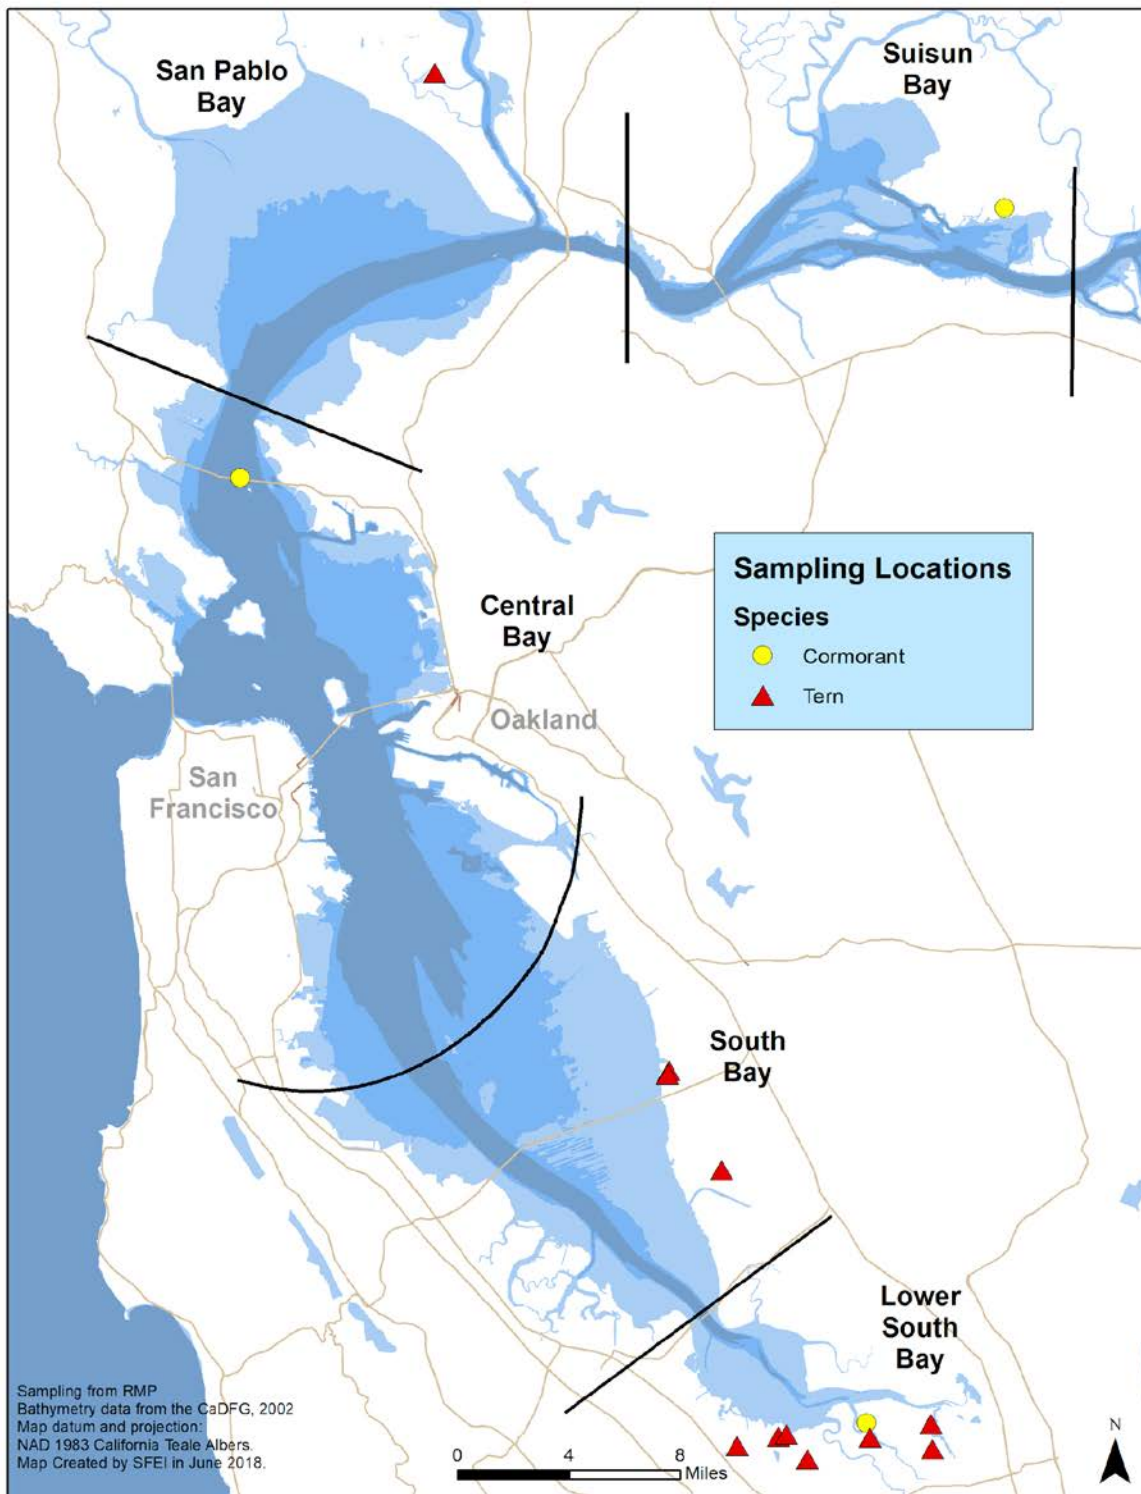 San Pablo
Bay
Suisun
Bay
Sampling Locations
Species
Cormorant
Tern
Central
Bay
Oakland
San
Francisco
South
Bay
Lower
South
Bay
Sampling from RMP
Bathymetry data from the CaDFG, 2002
Map datum and projection:
NAD 1983 California Teale Albers.
Map Created by SFEI in June 2018.
0 4 8
Miles
N